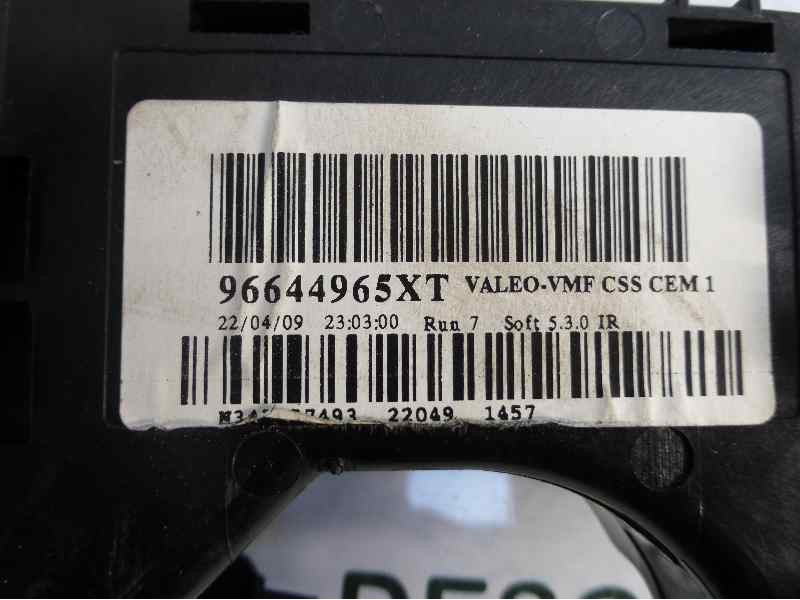 96644965XT VALEO-VMF CSS CEM 1
22/04/09 23:03:00 Run 7 Soft 5.3.0 IR
22049 1457